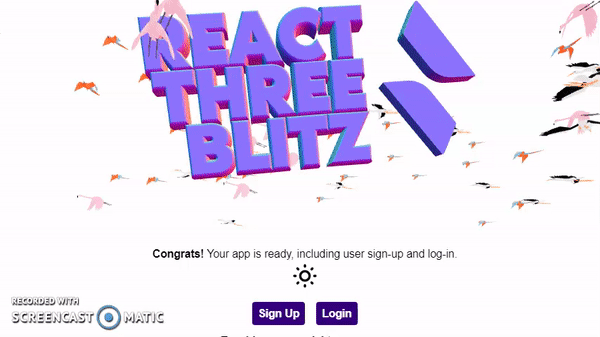 REACT
THREE
BLITZ
Congrats! Your app is ready, including user sign-up and log-in.
Sign Up Login
RECORDED WITH
SCREENCAST MATIC